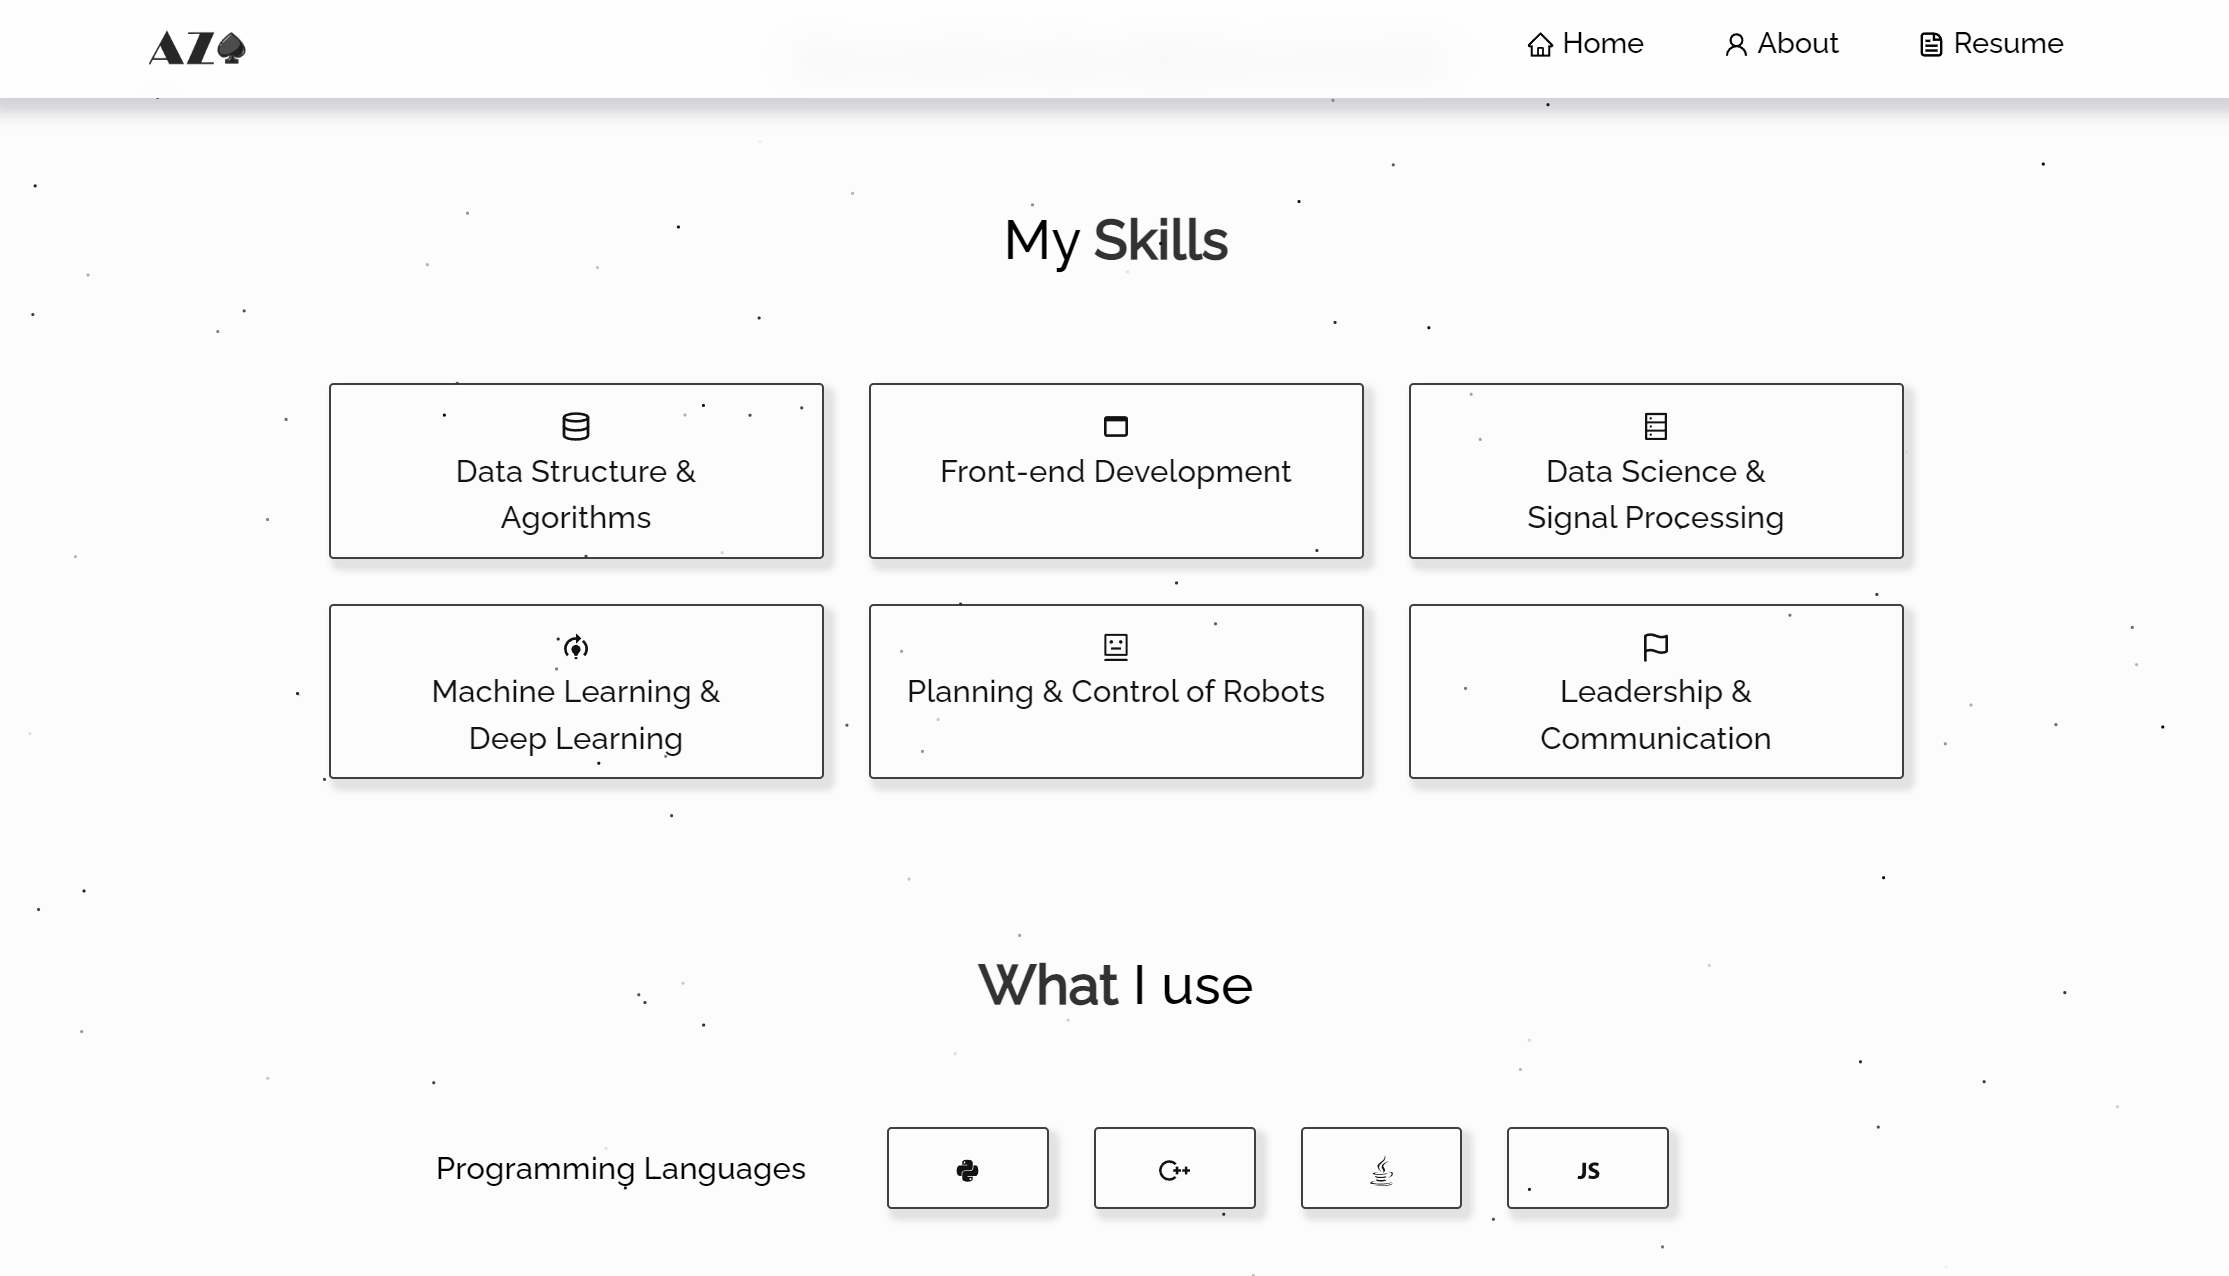 AZ♠
Home
About
Resume
My Skills
Data Structure &
Agorithms
Front-end Development
Data Science &
Signal Processing
Machine Learning &
Deep Learning
Planning & Control of Robots
Leadership &
Communication
What I use
Programming Languages
C++
JS